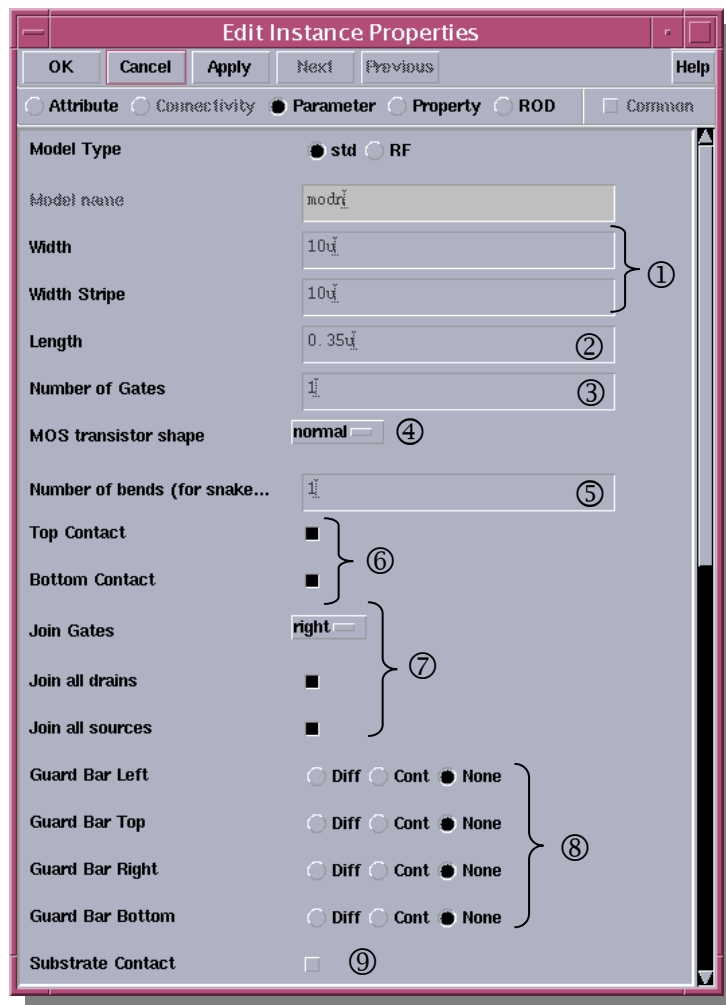 Edit Instance Properties
OK Cancel Apply Next Previous Help
Attribute Connectivity Parameter Property ROD Common
Model Type std RF
Model name modn
Width 10u
①
Width Stripe 10u
Length 0.35u ②
Number of Gates 1 ③
MOS transistor shape normal ④
Number of bends (for snake... 1 ⑤
Top Contact
⑥
Bottom Contact
Join Gates right
⑦
Join all drains
Join all sources
Guard Bar Left Diff Cont None
Guard Bar Top Diff Cont None
⑧
Guard Bar Right Diff Cont None
Guard Bar Bottom Diff Cont None
Substrate Contact ⑨